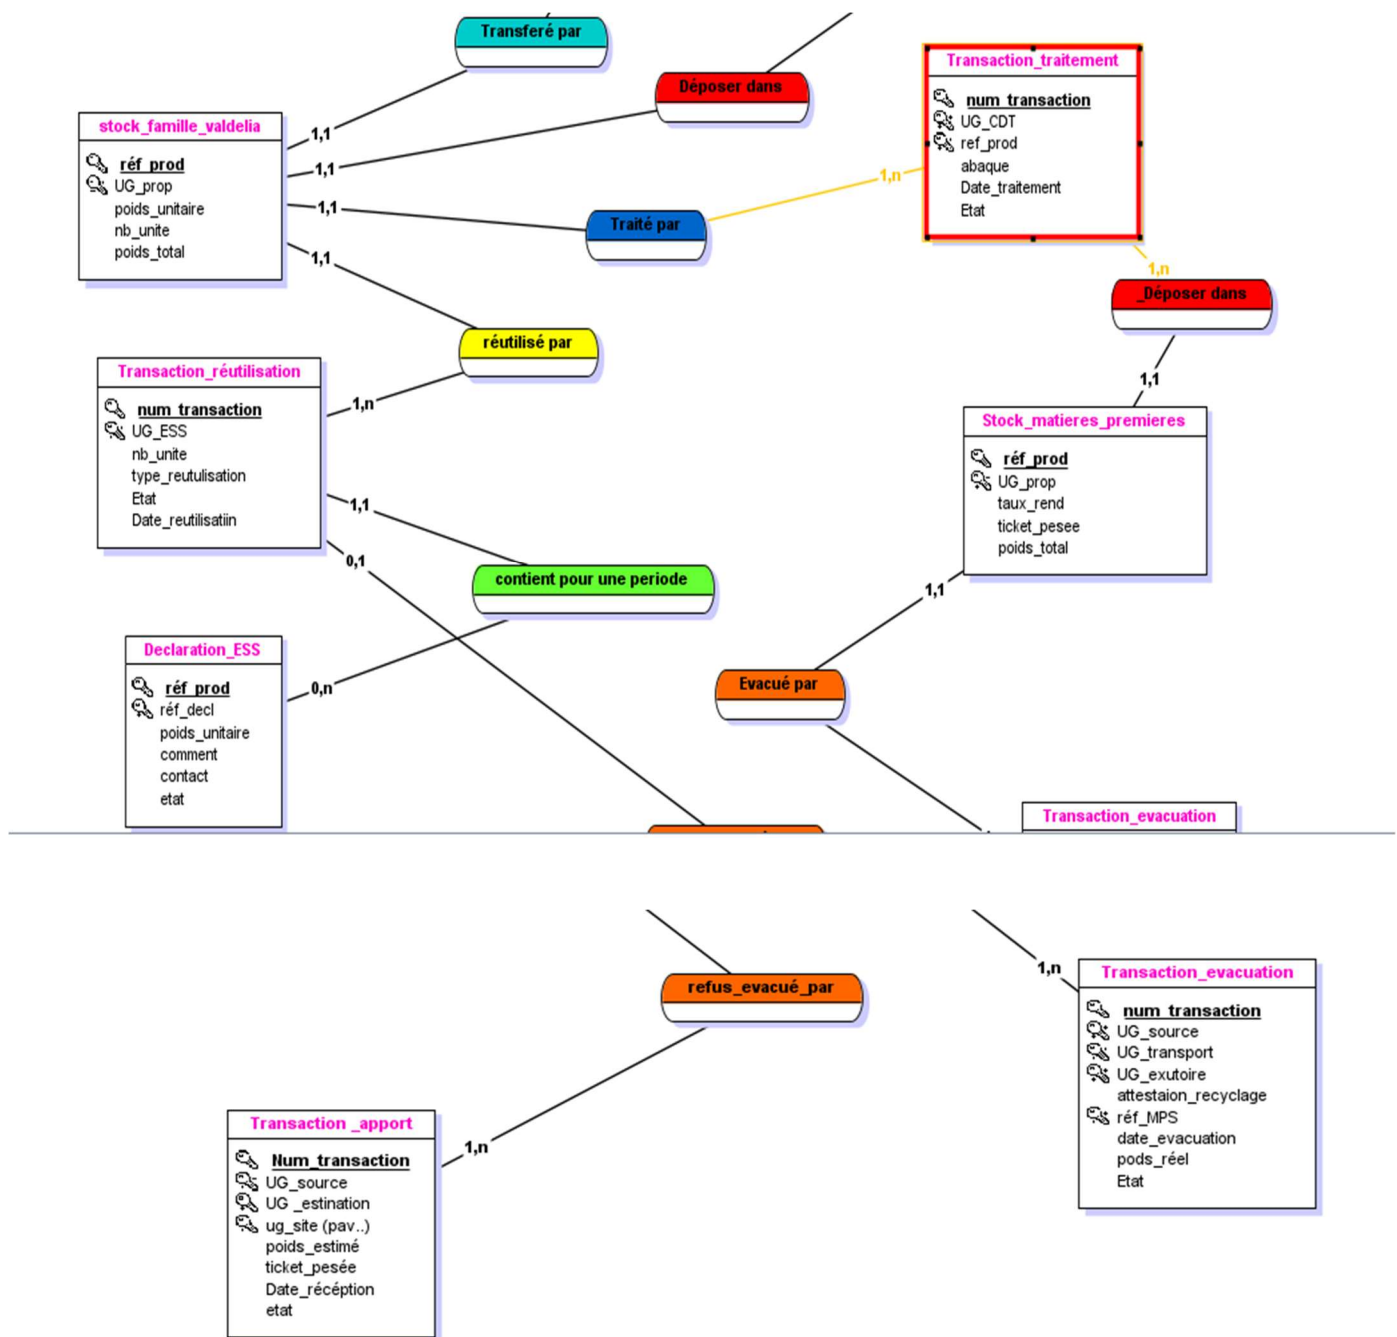 Transferé par
Déposer dans
Transaction_traitement
num_transaction
UG_CDT
ref_prod
abaque
Date_traitement
Etat
stock_famille_valdelia
réf_prod
UG_prop
poids_unitaire
nb_unite
poids_total
1,1
1,1
1,1
1,1
1,n
Traité par
1,n
_Déposer dans
réutilisé par
Transaction_réutilisation
num_transaction
UG_ESS
nb_unite
type_reutulisation
Etat
Date_reutilisatiin
1,n
1,1
Stock_matieres_premieres
réf_prod
UG_prop
taux_rend
ticket_pesee
poids_total
1,1
0,1
contient pour une periode
1,1
Declaration_ESS
réf_prod
réf_decl
poids_unitaire
comment
contact
etat
0,n
Evacué par
Transaction_evacuation
1,n
refus_evacué_par
Transaction_evacuation
num_transaction
UG_source
UG_transport
UG_exutoire
attestaion_recyclage
réf_MPS
date_evacuation
pods_réel
Etat
Transaction _apport
Num_transaction
UG_source
UG _estination
ug_site (pav..)
poids_estimé
ticket_pesée
Date_récéption
etat
1,n